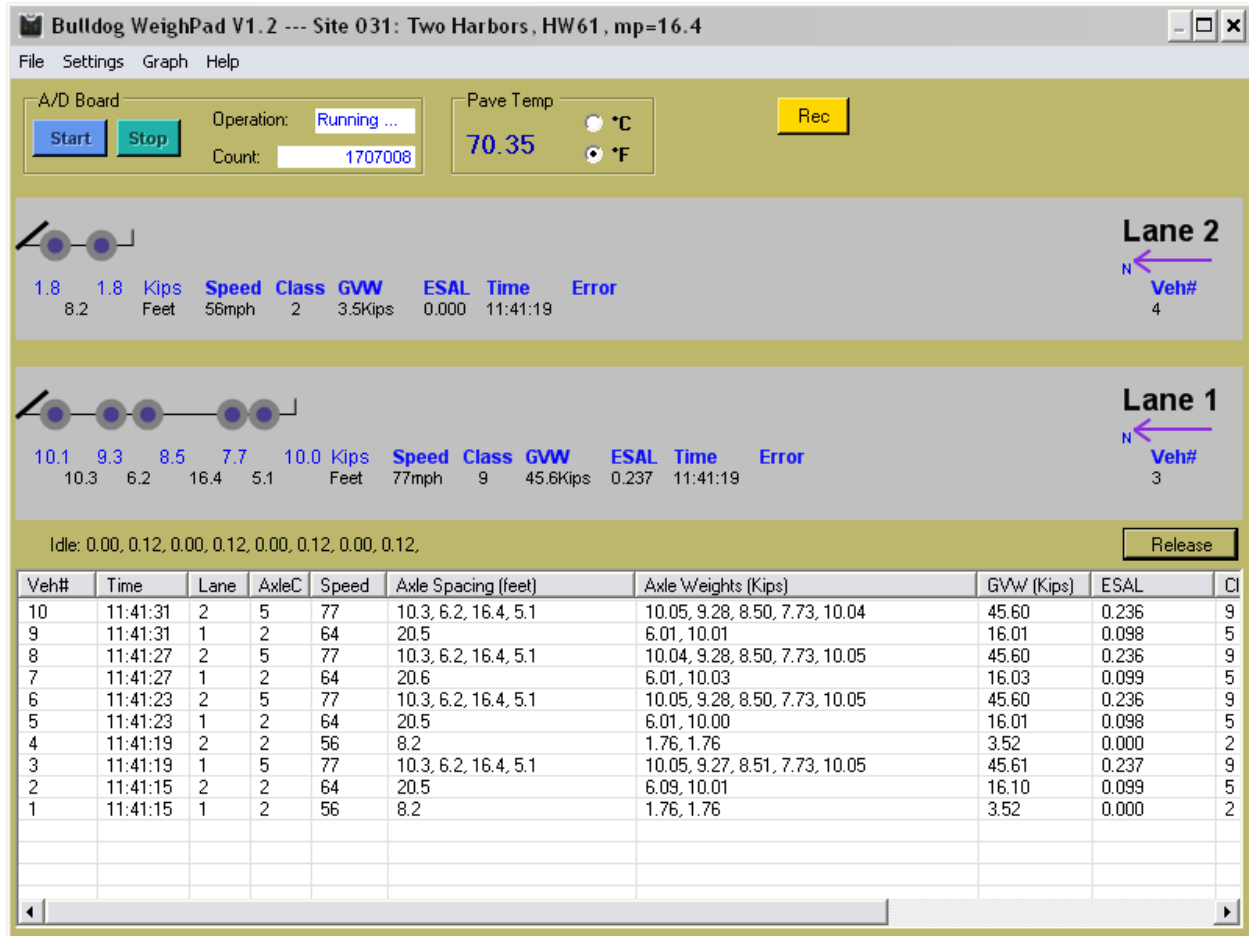 Bulldog WeighPad V1.2 --- Site 031: Two Harbors, HW61, mp=16.4
File Settings Graph Help
A/D Board
Start Stop Operation: Running ...
Count: 1707008
Pave Temp
70.35 °C
°F
Rec
Lane 2
N
1.8 1.8 Kips Speed Class GVW ESAL Time Error Veh#
8.2 Feet 56mph 2 3.5Kips 0.000 11:41:19 4
Lane 1
N
10.1 9.3 8.5 7.7 10.0 Kips Speed Class GVW ESAL Time Error Veh#
10.3 6.2 16.4 5.1 Feet 77mph 9 45.6Kips 0.237 11:41:19 3
Idle: 0.00, 0.12, 0.00, 0.12, 0.00, 0.12, 0.00, 0.12, Release
Veh# Time Lane AxleC Speed Axle Spacing (feet) Axle Weights (Kips) GVW (Kips) ESAL Cl
10 11:41:31 2 5 77 10.3, 6.2, 16.4, 5.1 10.05, 9.28, 8.50, 7.73, 10.04 45.60 0.236 9
9 11:41:31 1 2 64 20.5 6.01, 10.01 16.01 0.098 5
8 11:41:27 2 5 77 10.3, 6.2, 16.4, 5.1 10.04, 9.28, 8.50, 7.73, 10.05 45.60 0.236 9
7 11:41:27 1 2 64 20.6 6.01, 10.03 16.03 0.099 5
6 11:41:23 2 5 77 10.3, 6.2, 16.4, 5.1 10.05, 9.28, 8.50, 7.73, 10.05 45.60 0.236 9
5 11:41:23 1 2 64 20.5 6.01, 10.00 16.01 0.098 5
4 11:41:19 2 2 56 8.2 1.76, 1.76 3.52 0.000 2
3 11:41:19 1 5 77 10.3, 6.2, 16.4, 5.1 10.05, 9.27, 8.51, 7.73, 10.05 45.61 0.237 9
2 11:41:15 2 2 64 20.5 6.09, 10.01 16.10 0.099 5
1 11:41:15 1 2 56 8.2 1.76, 1.76 3.52 0.000 2